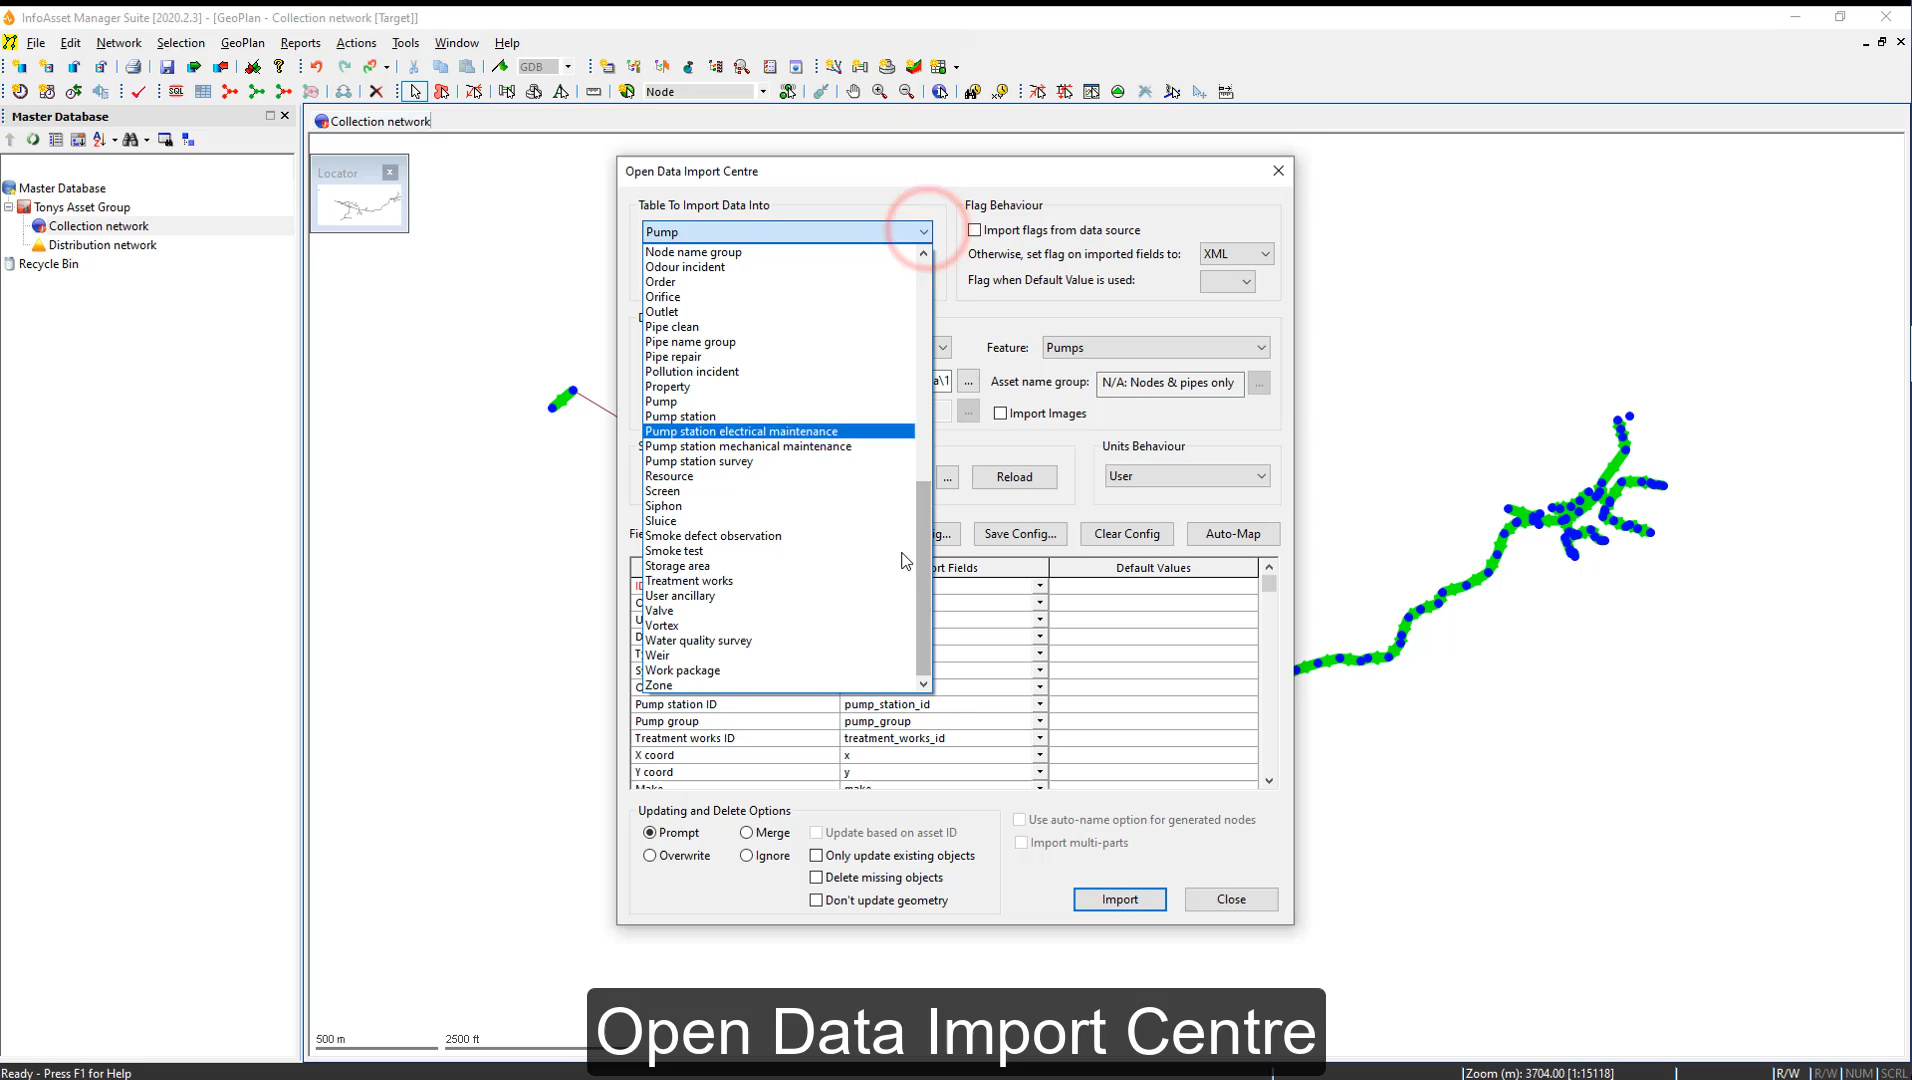 InfoAsset Manager Suite [2020.2.3] - [GeoPlan - Collection network [Target]]
File Edit Network Selection GeoPlan Reports Actions Tools Window Help
GDB
SQL
Node
Master Database
Collection network
Master Database
Tonys Asset Group
Collection network
Distribution network
Recycle Bin
Locator
Open Data Import Centre
Table To Import Data Into
Pump
Node name group
Odour incident
Order
Orifice
Outlet
Pipe clean
Pipe name group
Pipe repair
Pollution incident
Property
Pump
Pump station
Pump station electrical maintenance
Pump station mechanical maintenance
Pump station survey
Resource
Screen
Siphon
Sluice
Smoke defect observation
Smoke test
Storage area
Treatment works
User ancillary
Valve
Vortex
Water quality survey
Weir
Work package
Zone
Flag Behaviour
Import flags from data source
Otherwise, set flag on imported fields to: XML
Flag when Default Value is used:
Feature: Pumps
a\1 ... Asset name group: N/A: Nodes & pipes only ...
... Import Images
Units Behaviour
... Reload User
ig... Save Config... Clear Config Auto-Map
ort Fields Default Values
Pump station ID pump_station_id
Pump group pump_group
Treatment works ID treatment_works_id
X coord x
Y coord y
Make make
Updating and Delete Options
Prompt Merge Update based on asset ID
Overwrite Ignore Only update existing objects
Delete missing objects
Don't update geometry
Use auto-name option for generated nodes
Import multi-parts
Import Close
500 m 2500 ft
Open Data Import Centre
Ready - Press F1 for Help Zoom (m): 3704.00 [1:15118] R/W R/W NUM SCRL